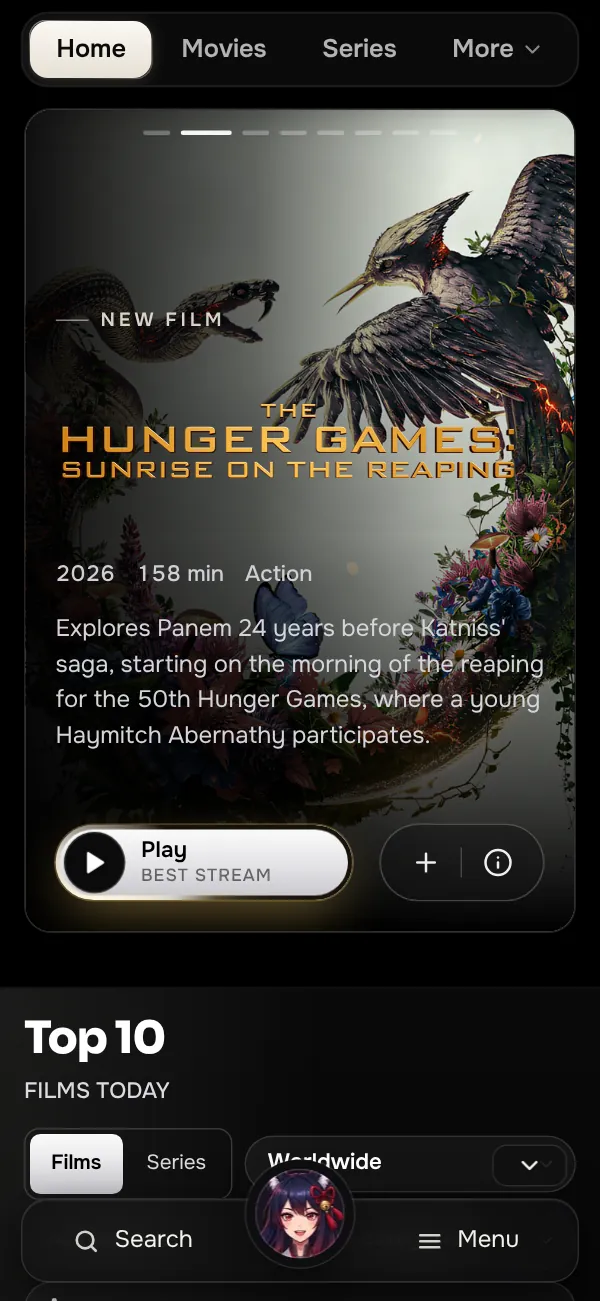 Home Movies Series More
NEW FILM
THE
HUNGER GAMES:
SUNRISE ON THE REAPING
2026 158 min Action
Explores Panem 24 years before Katniss'
saga, starting on the morning of the reaping
for the 50th Hunger Games, where a young
Haymitch Abernathy participates.
Play
BEST STREAM
Top 10
FILMS TODAY
Films Series Worldwide
Search Menu